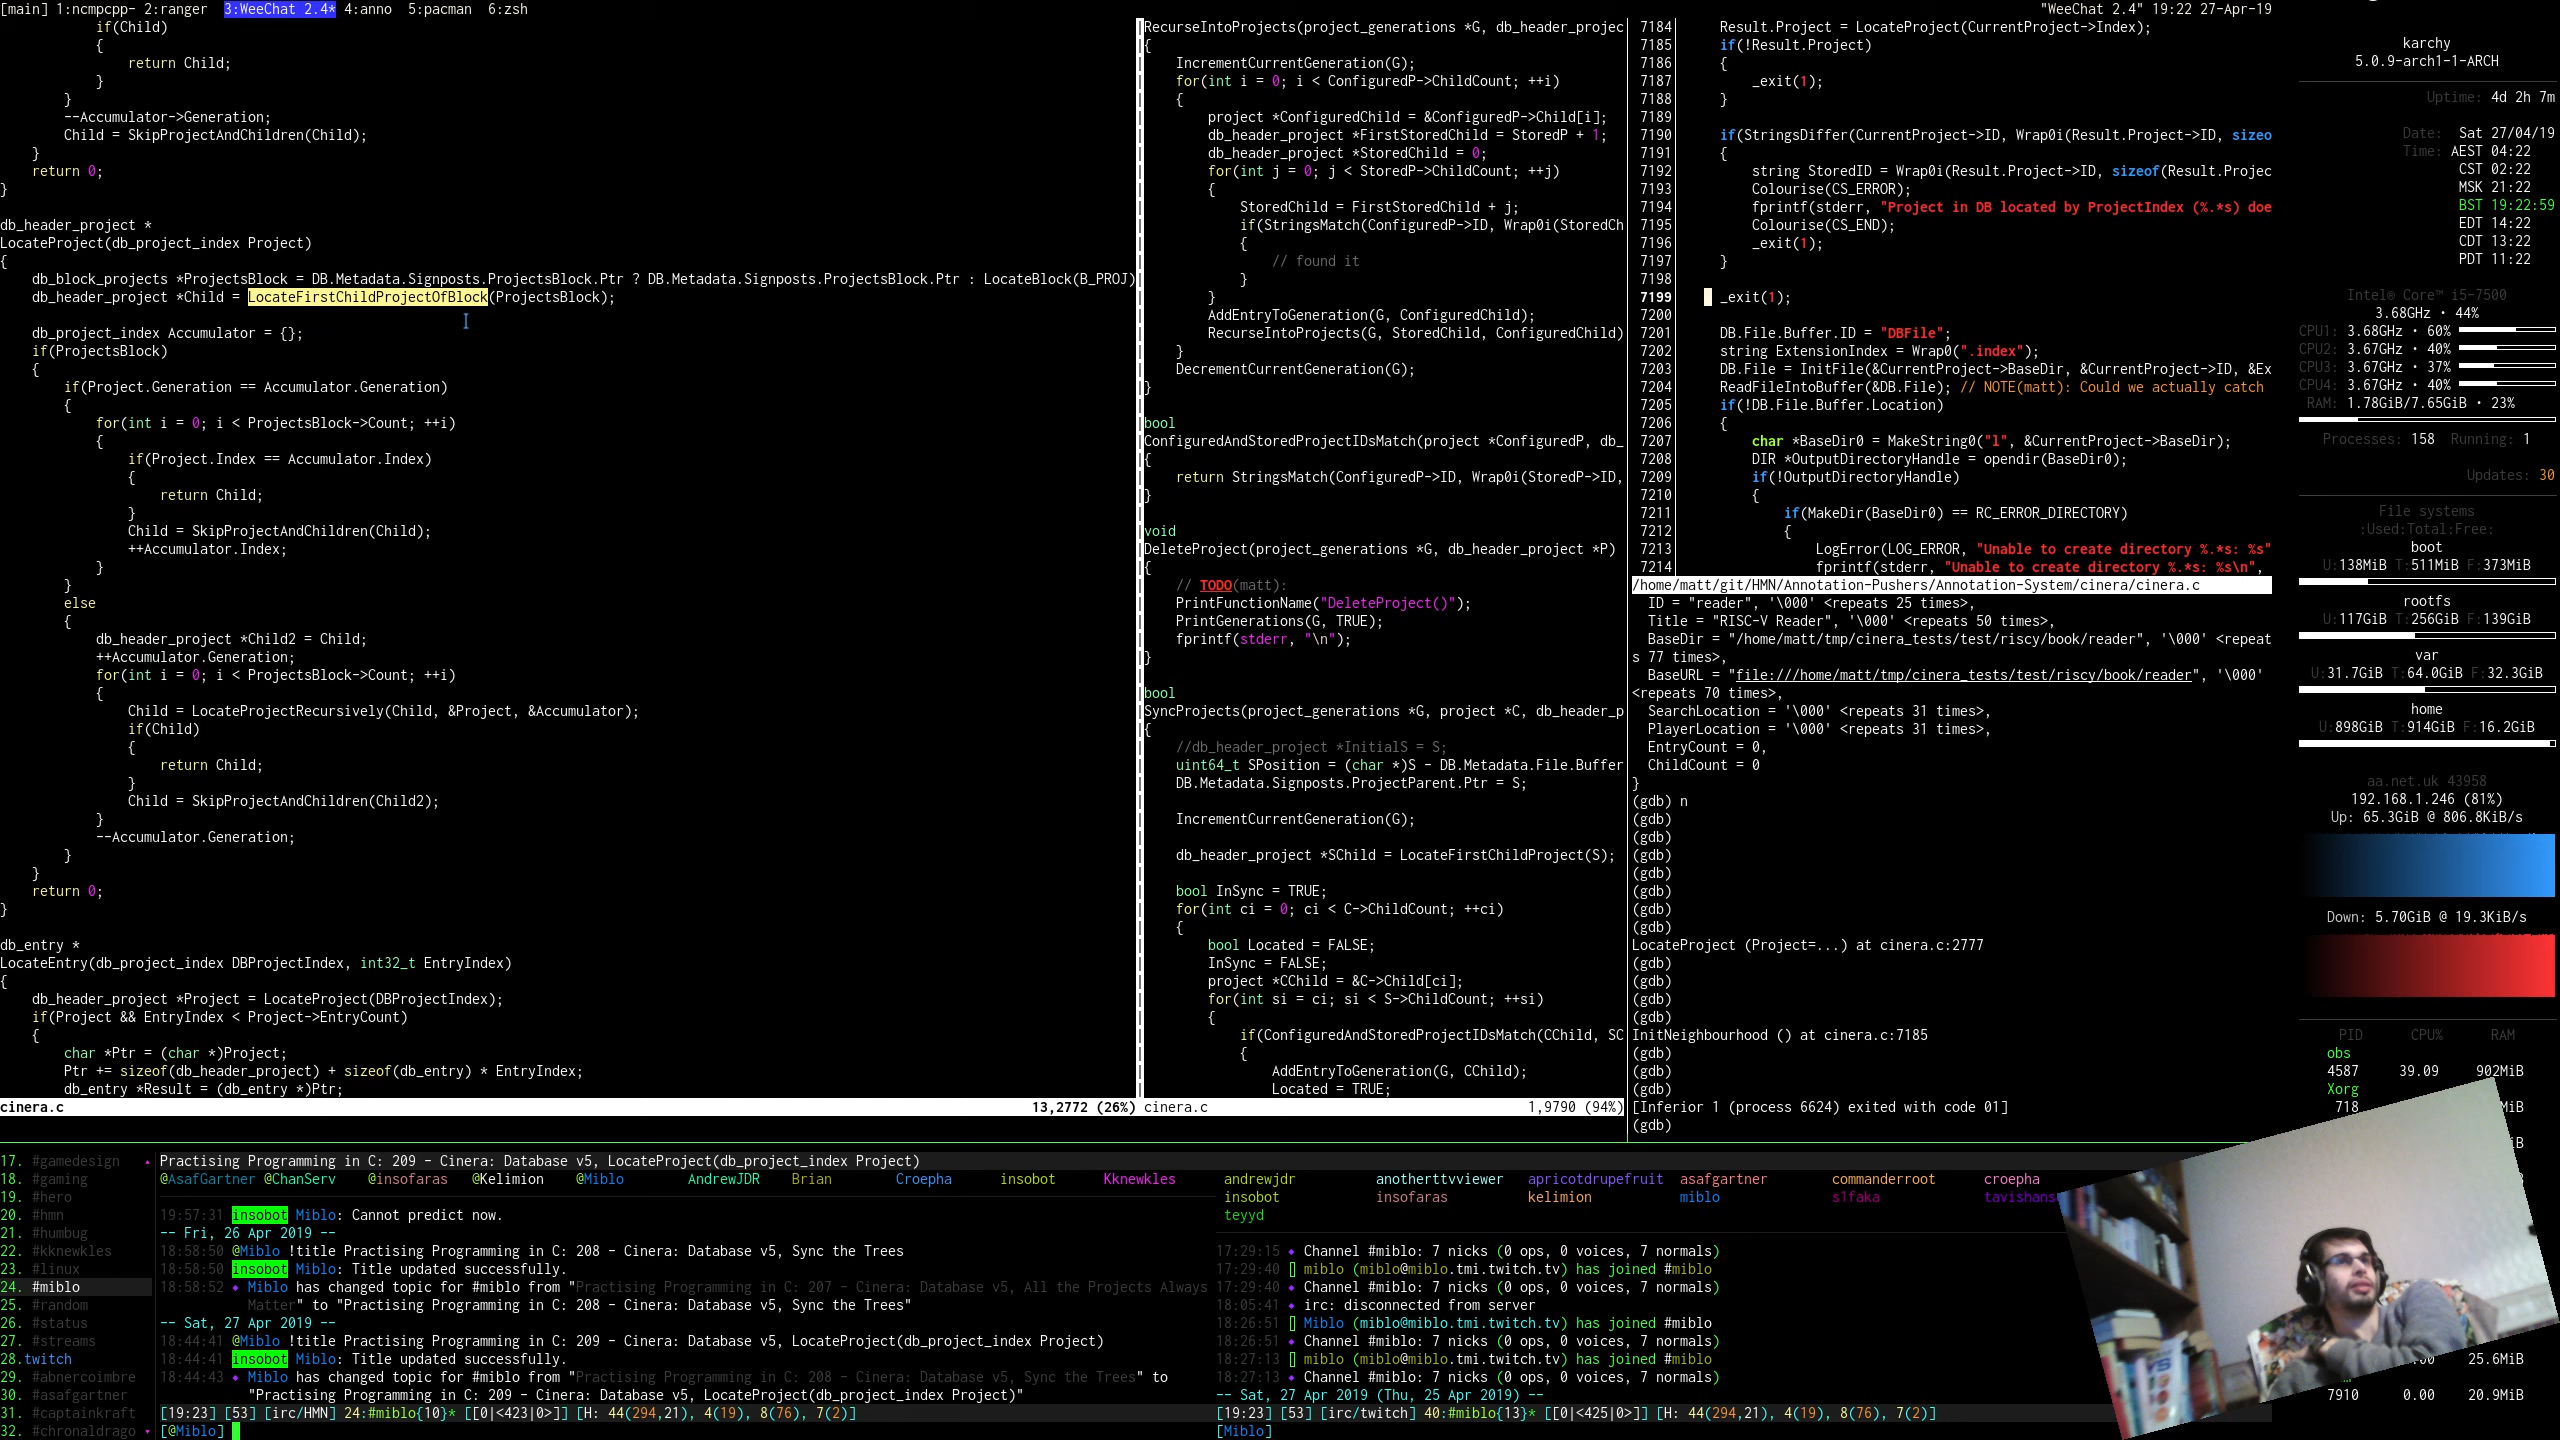 [main] 1:ncmpcpp- 2:ranger  3:WeeChat 2.4* 4:anno  5:pacman  6:zsh
"WeeChat 2.4" 19:22 27-Apr-19
        if(Child)
            {
                return Child;
            }
        }
        --Accumulator->Generation;
        Child = SkipProjectAndChildren(Child);
    }
    return 0;
}
db_header_project *
LocateProject(db_project_index Project)
{
    db_block_projects *ProjectsBlock = DB.Metadata.Signposts.ProjectsBlock.Ptr ? DB.Metadata.Signposts.ProjectsBlock.Ptr : LocateBlock(B_PROJ)
    db_header_project *Child = LocateFirstChildProjectOfBlock(ProjectsBlock);
    db_project_index Accumulator = {};
    if(ProjectsBlock)
    {
        if(Project.Generation == Accumulator.Generation)
        {
            for(int i = 0; i < ProjectsBlock->Count; ++i)
            {
                if(Project.Index == Accumulator.Index)
                {
                    return Child;
                }
                Child = SkipProjectAndChildren(Child);
                ++Accumulator.Index;
            }
        }
        else
        {
            db_header_project *Child2 = Child;
            ++Accumulator.Generation;
            for(int i = 0; i < ProjectsBlock->Count; ++i)
            {
                Child = LocateProjectRecursively(Child, &Project, &Accumulator);
                if(Child)
                {
                    return Child;
                }
                Child = SkipProjectAndChildren(Child2);
            }
            --Accumulator.Generation;
        }
    }
    return 0;
}
db_entry *
LocateEntry(db_project_index DBProjectIndex, int32_t EntryIndex)
{
    db_header_project *Project = LocateProject(DBProjectIndex);
    if(Project && EntryIndex < Project->EntryCount)
    {
        char *Ptr = (char *)Project;
        Ptr += sizeof(db_header_project) + sizeof(db_entry) * EntryIndex;
        db_entry *Result = (db_entry *)Ptr;
cinera.c 13,2772 (26%)
RecurseIntoProjects(project_generations *G, db_header_projec
{
    IncrementCurrentGeneration(G);
    for(int i = 0; i < ConfiguredP->ChildCount; ++i)
    {
        project *ConfiguredChild = &ConfiguredP->Child[i];
        db_header_project *FirstStoredChild = StoredP + 1;
        db_header_project *StoredChild = 0;
        for(int j = 0; j < StoredP->ChildCount; ++j)
        {
            StoredChild = FirstStoredChild + j;
            if(StringsMatch(ConfiguredP->ID, Wrap0i(StoredCh
            {
                // found it
            }
        }
        AddEntryToGeneration(G, ConfiguredChild);
        RecurseIntoProjects(G, StoredChild, ConfiguredChild)
    }
    DecrementCurrentGeneration(G);
}
bool
ConfiguredAndStoredProjectIDsMatch(project *ConfiguredP, db_
{
    return StringsMatch(ConfiguredP->ID, Wrap0i(StoredP->ID,
}
void
DeleteProject(project_generations *G, db_header_project *P)
{
    // TODO(matt):
    PrintFunctionName("DeleteProject()");
    PrintGenerations(G, TRUE);
    fprintf(stderr, "\n");
}
bool
SyncProjects(project_generations *G, project *C, db_header_p
{
    //db_header_project *InitialS = S;
    uint64_t SPosition = (char *)S - DB.Metadata.File.Buffer
    DB.Metadata.Signposts.ProjectParent.Ptr = S;
    IncrementCurrentGeneration(G);
    db_header_project *SChild = LocateFirstChildProject(S);
    bool InSync = TRUE;
    for(int ci = 0; ci < C->ChildCount; ++ci)
    {
        bool Located = FALSE;
        InSync = FALSE;
        project *CChild = &C->Child[ci];
        for(int si = ci; si < S->ChildCount; ++si)
        {
            if(ConfiguredAndStoredProjectIDsMatch(CChild, SC
            {
                AddEntryToGeneration(G, CChild);
                Located = TRUE;
cinera.c 1,9790 (94%)
7184     Result.Project = LocateProject(CurrentProject->Index);
7185     if(!Result.Project)
7186     {
7187         _exit(1);
7188     }
7189
7190     if(StringsDiffer(CurrentProject->ID, Wrap0i(Result.Project->ID, sizeo
7191     {
7192         string StoredID = Wrap0i(Result.Project->ID, sizeof(Result.Projec
7193         Colourise(CS_ERROR);
7194         fprintf(stderr, "Project in DB located by ProjectIndex (%.*s) doe
7195         Colourise(CS_END);
7196         _exit(1);
7197     }
7198
7199     _exit(1);
7200
7201     DB.File.Buffer.ID = "DBFile";
7202     string ExtensionIndex = Wrap0(".index");
7203     DB.File = InitFile(&CurrentProject->BaseDir, &CurrentProject->ID, &Ex
7204     ReadFileIntoBuffer(&DB.File); // NOTE(matt): Could we actually catch
7205     if(!DB.File.Buffer.Location)
7206     {
7207         char *BaseDir0 = MakeString0("l", &CurrentProject->BaseDir);
7208         DIR *OutputDirectoryHandle = opendir(BaseDir0);
7209         if(!OutputDirectoryHandle)
7210         {
7211             if(MakeDir(BaseDir0) == RC_ERROR_DIRECTORY)
7212             {
7213                 LogError(LOG_ERROR, "Unable to create directory %.*s: %s"
7214                 fprintf(stderr, "Unable to create directory %.*s: %s\n",
/home/matt/git/HMN/Annotation-Pushers/Annotation-System/cinera/cinera.c
  ID = "reader", '\000' <repeats 25 times>,
  Title = "RISC-V Reader", '\000' <repeats 50 times>,
  BaseDir = "/home/matt/tmp/cinera_tests/test/riscy/book/reader", '\000' <repeat
s 77 times>,
  BaseURL = "file:///home/matt/tmp/cinera_tests/test/riscy/book/reader", '\000'
<repeats 70 times>,
  SearchLocation = '\000' <repeats 31 times>,
  PlayerLocation = '\000' <repeats 31 times>,
  EntryCount = 0,
  ChildCount = 0
}
(gdb) n
(gdb)
(gdb)
(gdb)
(gdb)
(gdb)
(gdb)
(gdb)
LocateProject (Project=...) at cinera.c:2777
(gdb)
(gdb)
(gdb)
(gdb)
InitNeighbourhood () at cinera.c:7185
(gdb)
(gdb)
(gdb)
[Inferior 1 (process 6624) exited with code 01]
(gdb)
karchy
5.0.9-arch1-1-ARCH
Uptime: 4d 2h 7m
Date: Sat 27/04/19
Time: AEST 04:22
CST 02:22
MSK 21:22
BST 19:22:59
EDT 14:22
CDT 13:22
PDT 11:22
Intel® Core™ i5-7500
3.68GHz • 44%
CPU1: 3.68GHz • 60%
CPU2: 3.67GHz • 40%
CPU3: 3.67GHz • 37%
CPU4: 3.67GHz • 40%
RAM: 1.78GiB/7.65GiB • 23%
Processes: 158  Running: 1
Updates: 30
File systems
:Used:Total:Free:
boot
U:138MiB T:511MiB F:373MiB
rootfs
U:117GiB T:256GiB F:139GiB
var
U:31.7GiB T:64.0GiB F:32.3GiB
home
U:898GiB T:914GiB F:16.2GiB
aa.net.uk 43958
192.168.1.246 (81%)
Up: 65.3GiB @ 806.8KiB/s
Down: 5.70GiB @ 19.3KiB/s
PID CPU% RAM
obs
4587 39.09 902MiB
Xorg
718
25.6MiB
7910 0.00 20.9MiB
17. #gamedesign
18. #gaming
19. #hero
20. #hmn
21. #humbug
22. #kknewkles
23. #linux
24. #miblo
25. #random
26. #status
27. #streams
28.twitch
29. #abnercoimbre
30. #asafgartner
31. #captainkraft
32. #chronaldrago
Practising Programming in C: 209 - Cinera: Database v5, LocateProject(db_project_index Project)
@AsafGartner @ChanServ @insofaras @Kelimion @Miblo AndrewJDR Brian Croepha insobot Kknewkles
19:57:31 insobot Miblo: Cannot predict now.
-- Fri, 26 Apr 2019 --
18:58:50 @Miblo !title Practising Programming in C: 208 - Cinera: Database v5, Sync the Trees
18:58:50 insobot Miblo: Title updated successfully.
18:58:52 ⬥ Miblo has changed topic for #miblo from "Practising Programming in C: 207 - Cinera: Database v5, All the Projects Always
Matter" to "Practising Programming in C: 208 - Cinera: Database v5, Sync the Trees"
-- Sat, 27 Apr 2019 --
18:44:41 @Miblo !title Practising Programming in C: 209 - Cinera: Database v5, LocateProject(db_project_index Project)
18:44:41 insobot Miblo: Title updated successfully.
18:44:43 ⬥ Miblo has changed topic for #miblo from "Practising Programming in C: 208 - Cinera: Database v5, Sync the Trees" to
"Practising Programming in C: 209 - Cinera: Database v5, LocateProject(db_project_index Project)"
[19:23] [53] [irc/HMN] 24:#miblo{10}* [[0|<423|0>]] [H: 44(294,21), 4(19), 8(76), 7(2)]
[@Miblo]
andrewjdr anotherttvviewer apricotdrupefruit asafgartner commanderroot croepha
insobot insofaras kelimion miblo s1faka
teyyd
17:29:15 ⬥ Channel #miblo: 7 nicks (0 ops, 0 voices, 7 normals)
17:29:40 miblo (miblo@miblo.tmi.twitch.tv) has joined #miblo
17:29:40 ⬥ Channel #miblo: 7 nicks (0 ops, 0 voices, 7 normals)
18:05:41 ⬥ irc: disconnected from server
18:26:51 Miblo (miblo@miblo.tmi.twitch.tv) has joined #miblo
18:26:51 ⬥ Channel #miblo: 7 nicks (0 ops, 0 voices, 7 normals)
18:27:13 miblo (miblo@miblo.tmi.twitch.tv) has joined #miblo
18:27:13 ⬥ Channel #miblo: 7 nicks (0 ops, 0 voices, 7 normals)
-- Sat, 27 Apr 2019 (Thu, 25 Apr 2019) --
[19:23] [53] [irc/twitch] 40:#miblo{13}* [[0|<425|0>]] [H: 44(294,21), 4(19), 8(76), 7(2)]
[Miblo]